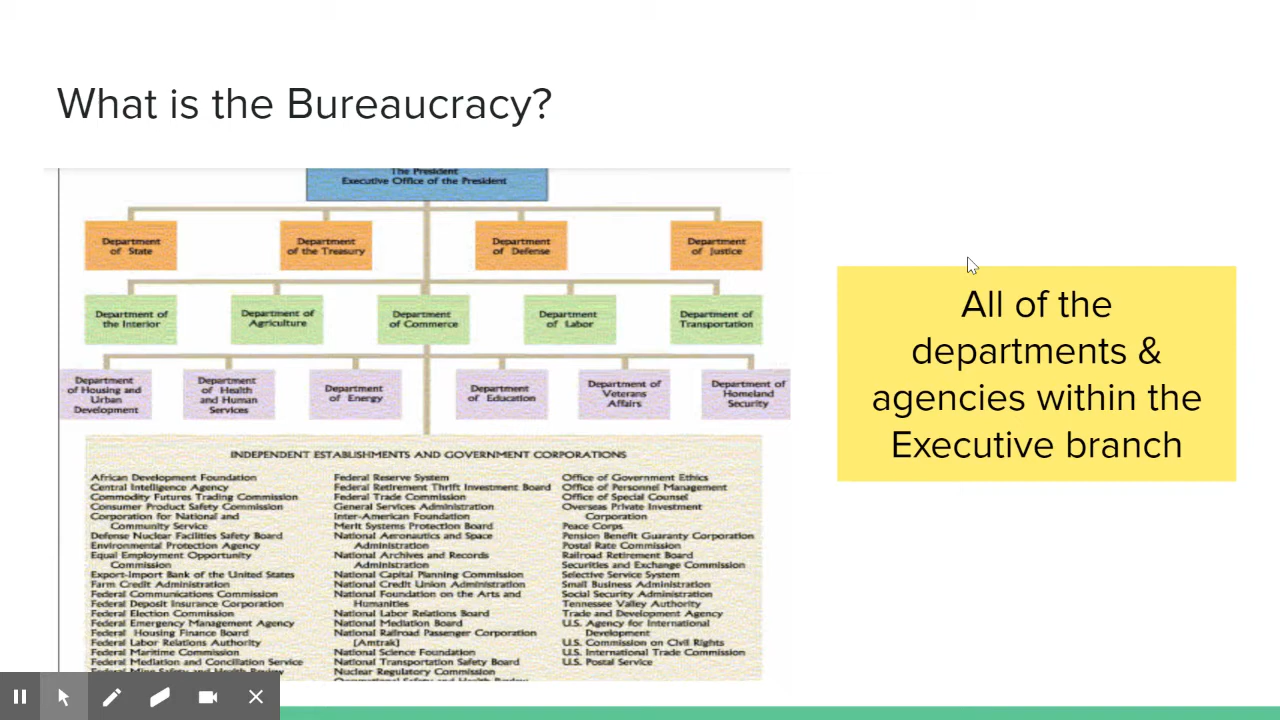 What is the Bureaucracy?
The President
Executive Office of the President
Department
of State
Department
of the Treasury
Department
of Defense
Department
of Justice
Department of
the Interior
Department of
Agriculture
Department
of Commerce
Department
of Labor
Department of
Transportation
Department
of Housing and
Urban
Development
Department
of Health
and Human
Services
Department
of Energy
Department
of Education
Department of
Veterans
Affairs
Department of
Homeland
Security
INDEPENDENT ESTABLISHMENTS AND GOVERNMENT CORPORATIONS
African Development Foundation
Central Intelligence Agency
Commodity Futures Trading Commission
Consumer Product Safety Commission
Corporation for National and
Community Service
Defense Nuclear Facilities Safety Board
Environmental Protection Agency
Equal Employment Opportunity
Commission
Export-Import Bank of the United States
Farm Credit Administration
Federal Communications Commission
Federal Deposit Insurance Corporation
Federal Election Commission
Federal Emergency Management Agency
Federal Housing Finance Board
Federal Labor Relations Authority
Federal Maritime Commission
Federal Mediation and Conciliation Service
Federal Mine Safety and Health Review
Federal Reserve System
Federal Retirement Thrift Investment Board
Federal Trade Commission
General Services Administration
Inter-American Foundation
Merit Systems Protection Board
National Aeronautics and Space
Administration
National Archives and Records
Administration
National Capital Planning Commission
National Credit Union Administration
National Foundation on the Arts and
Humanities
National Labor Relations Board
National Mediation Board
National Railroad Passenger Corporation
[Amtrak]
National Science Foundation
National Transportation Safety Board
Nuclear Regulatory Commission
Occupational Safety and Health Review
Office of Government Ethics
Office of Personnel Management
Office of Special Counsel
Overseas Private Investment
Corporation
Peace Corps
Pension Benefit Guaranty Corporation
Postal Rate Commission
Railroad Retirement Board
Securities and Exchange Commission
Selective Service System
Small Business Administration
Social Security Administration
Tennessee Valley Authority
Trade and Development Agency
U.S. Agency for International
Development
U.S. Commission on Civil Rights
U.S. International Trade Commission
U.S. Postal Service
All of the
departments &
agencies within the
Executive branch